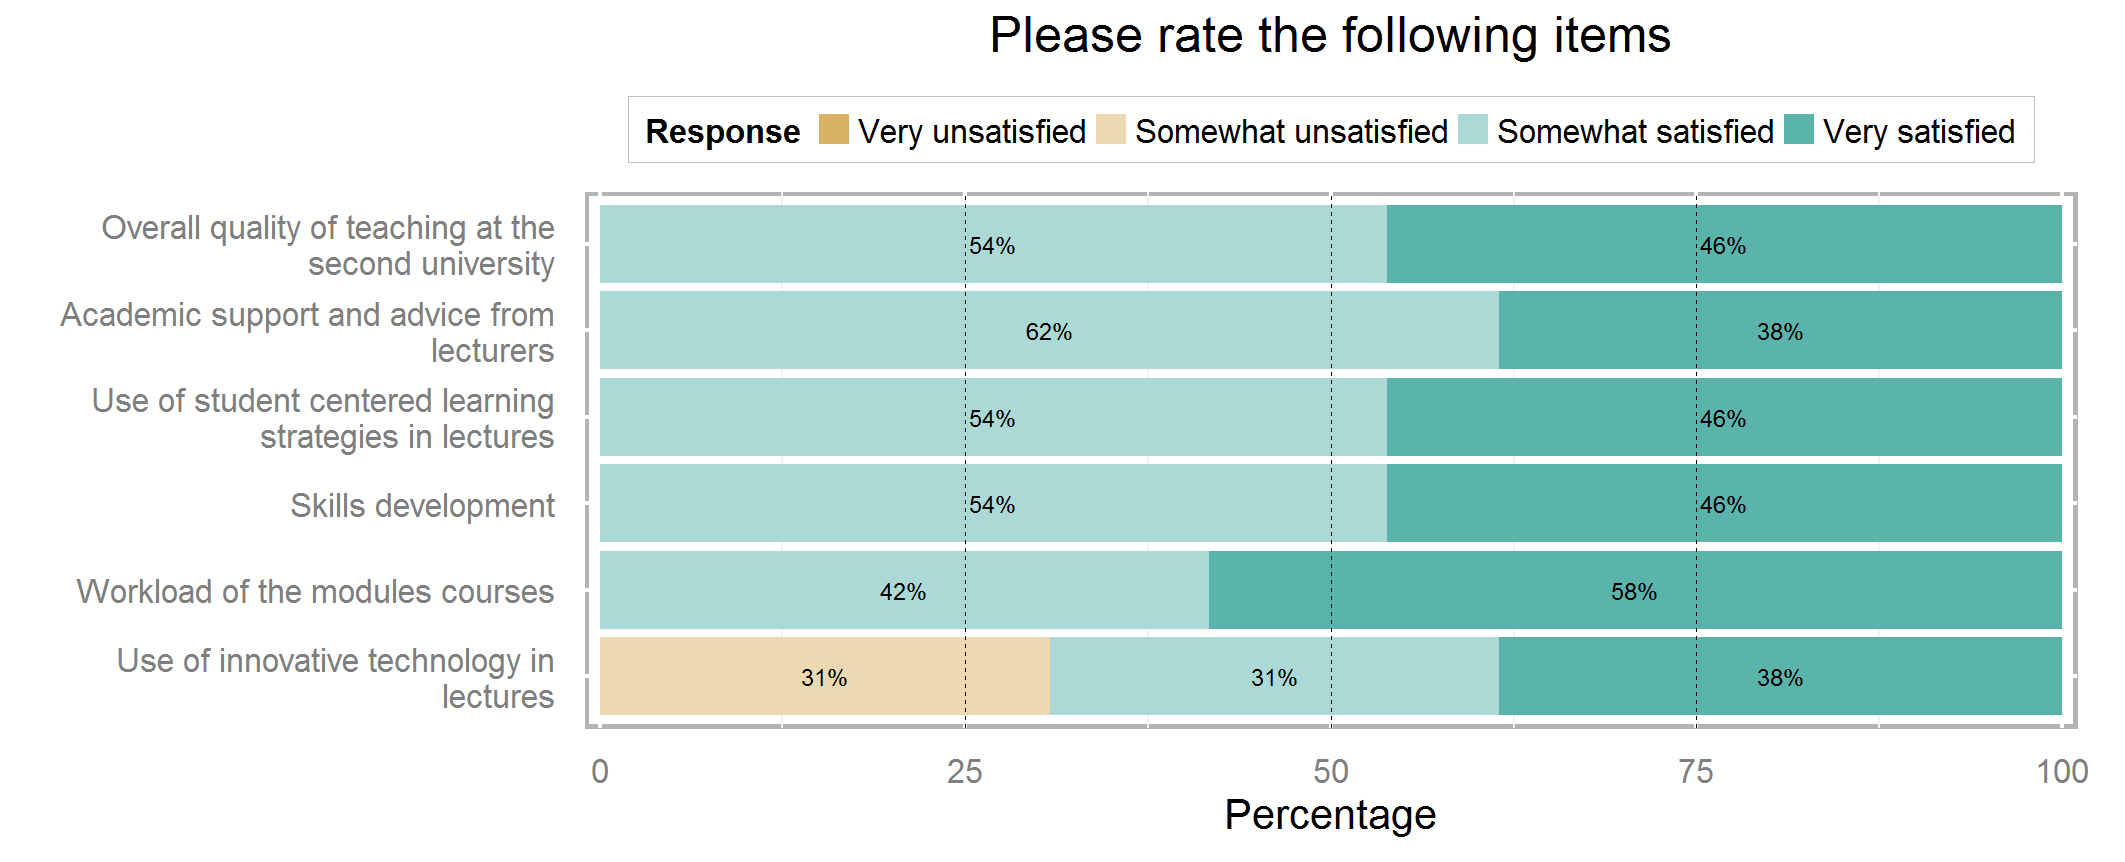 Please rate the following items
Response Very unsatisfied Somewhat unsatisfied Somewhat satisfied Very satisfied
Overall quality of teaching at the
second university
54% 46%
Academic support and advice from
lecturers
62% 38%
Use of student centered learning
strategies in lectures
54% 46%
Skills development
54% 46%
Workload of the modules courses
42% 58%
Use of innovative technology in
lectures
31% 31% 38%
0 25 50 75 100
Percentage